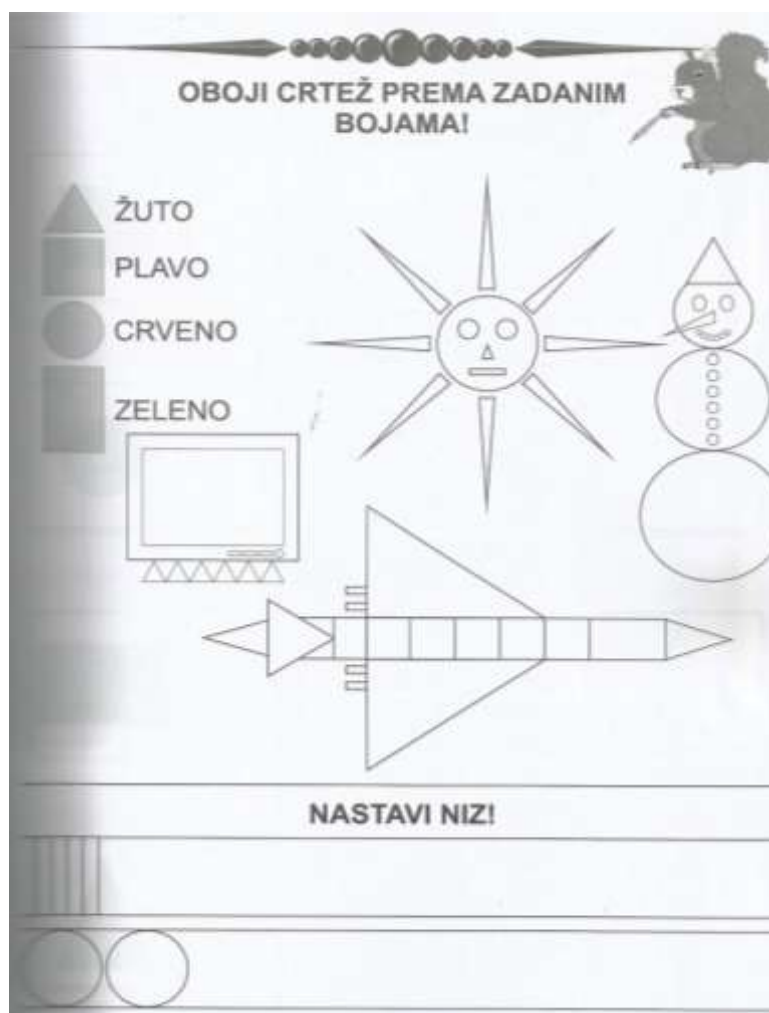 OBOJI CRTEŽ PREMA ZADANIM
BOJAMA!
ŽUTO
PLAVO
CRVENO
ZELENO
NASTAVI NIZ!